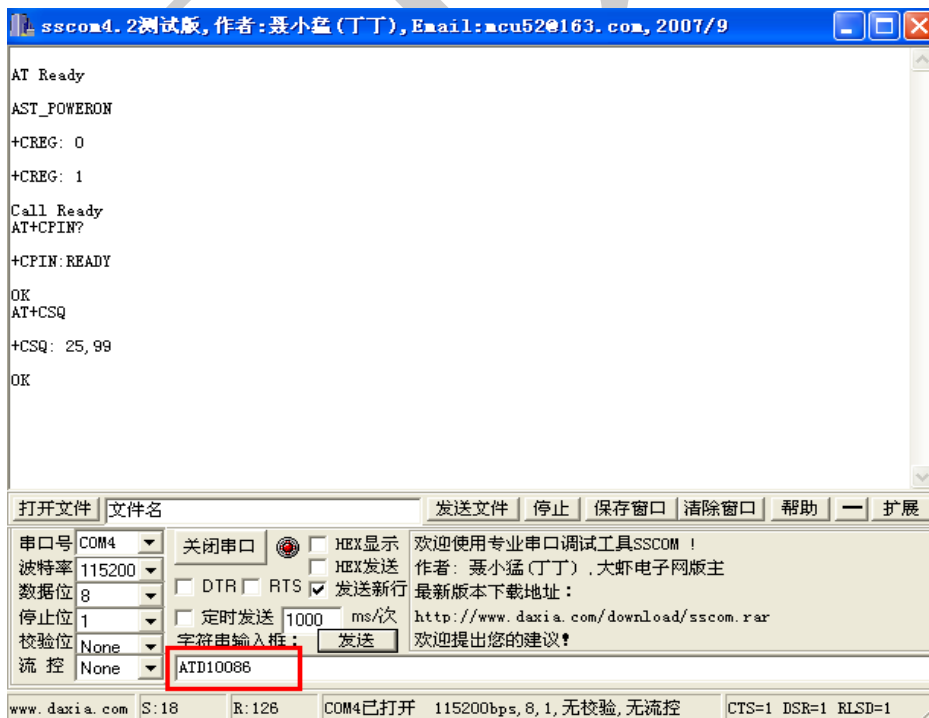 sscom4.2测试版,作者:聂小猛(丁丁),Email:mcu52@163.com,2007/9
AT Ready
AST_POWERON
+CREG: 0
+CREG: 1
Call Ready
AT+CPIN?
+CPIN:READY
OK
AT+CSQ
+CSQ: 25,99
OK
打开文件 文件名 发送文件 停止 保存窗口 清除窗口 帮助 — 扩展
串口号 COM4 关闭串口 HEX显示 欢迎使用专业串口调试工具SSCOM !
波特率 115200 HEX发送 作者: 聂小猛(丁丁) ,大虾电子网版主
数据位 8 DTR RTS 发送新行 最新版本下载地址:
停止位 1 定时发送 1000 ms/次 http://www.daxia.com/download/sscom.rar
校验位 None 字符串输入框: 发送 欢迎提出您的建议!
流 控 None ATD10086
www.daxia.com S:18 R:126 COM4已打开 115200bps,8,1,无校验,无流控 CTS=1 DSR=1 RLSD=1